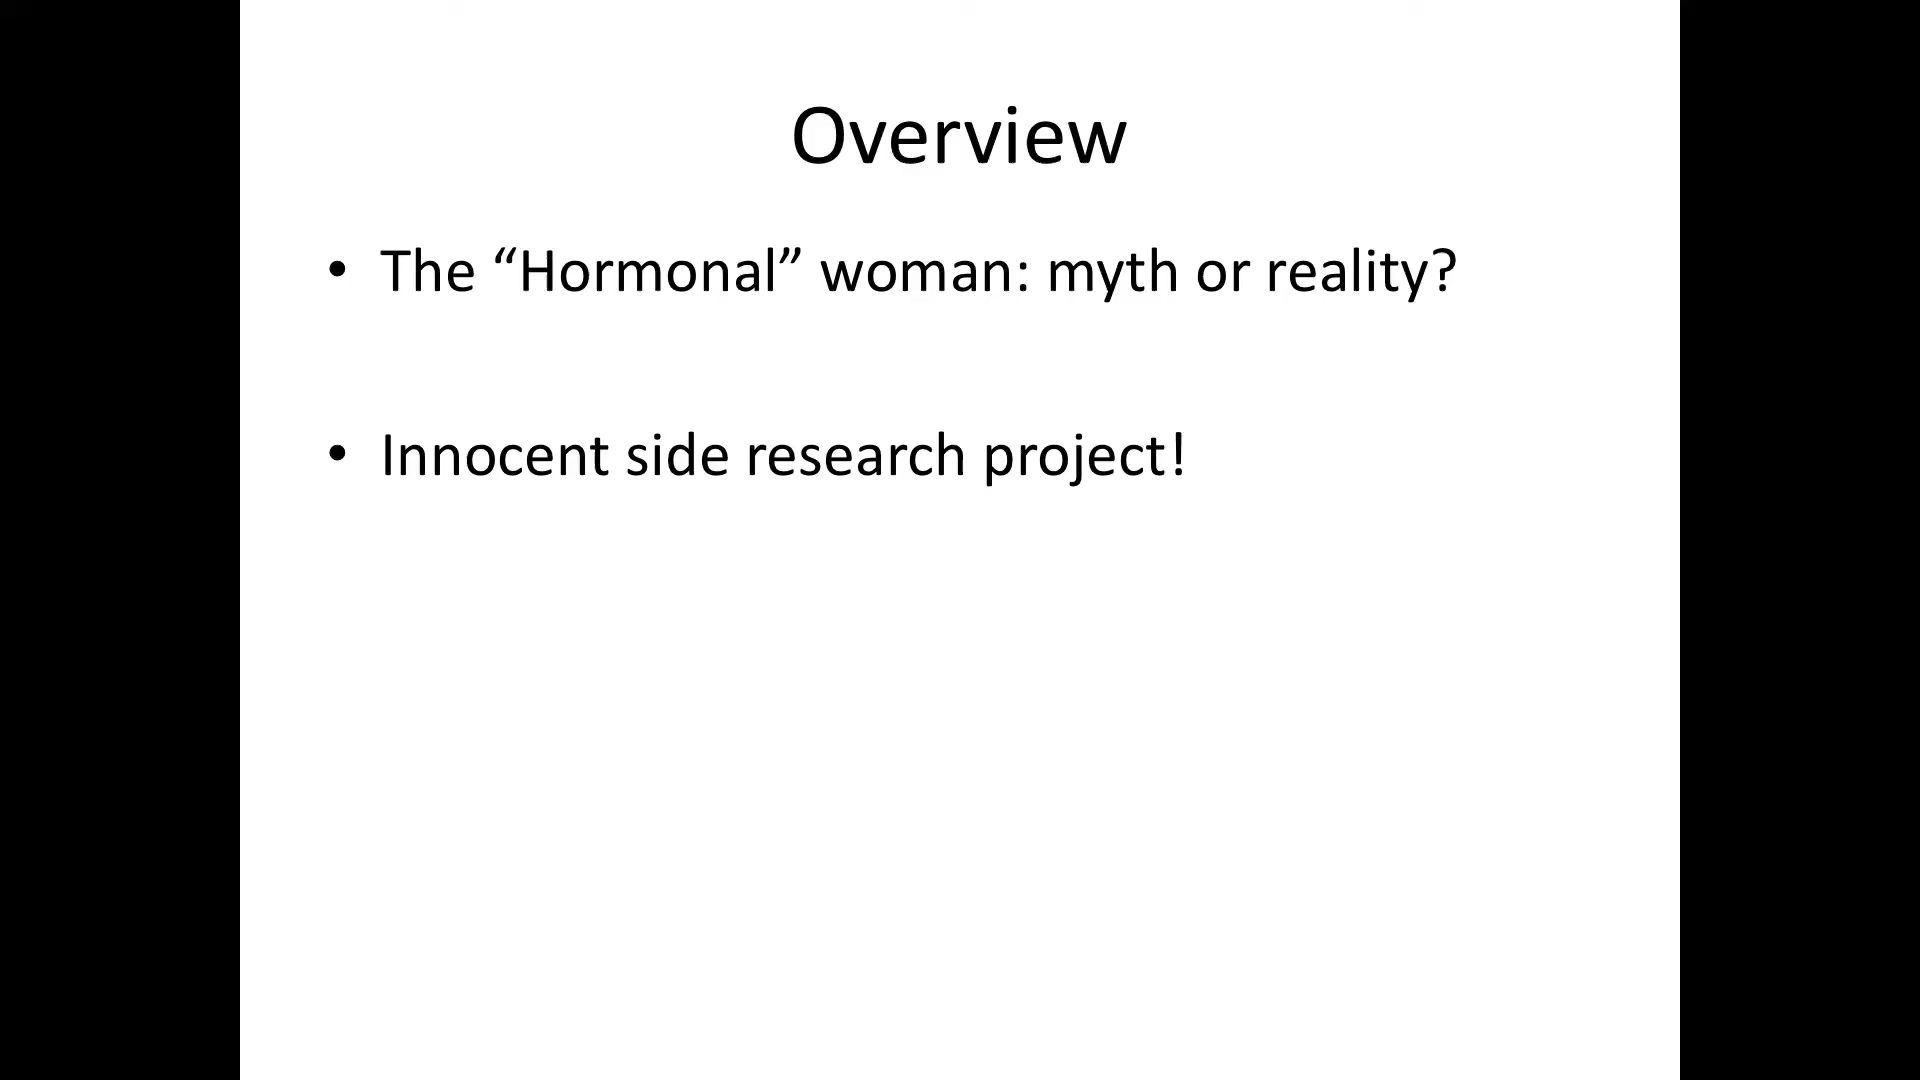 Overview
• The “Hormonal” woman: myth or reality?
• Innocent side research project!